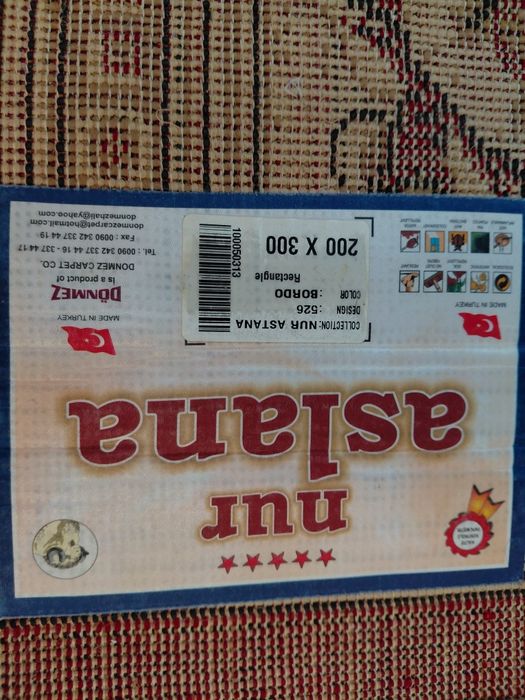 nur
astana
MADE IN TURKEY
COLLECTION: NUR ASTANA
DESIGN : 526
COLOR : BORDO
Rectangle
200 X 300
100050313
MADE IN TURKEY
DÖNMEZ
Is a product of
DÖNMEZ CARPET CO.
Tel. : 0090 342 337 44 16 - 337 44 17
Fax : 0090 342 337 44 19
donmezcarpet@hotmail.com
donmezhali@yahoo.com